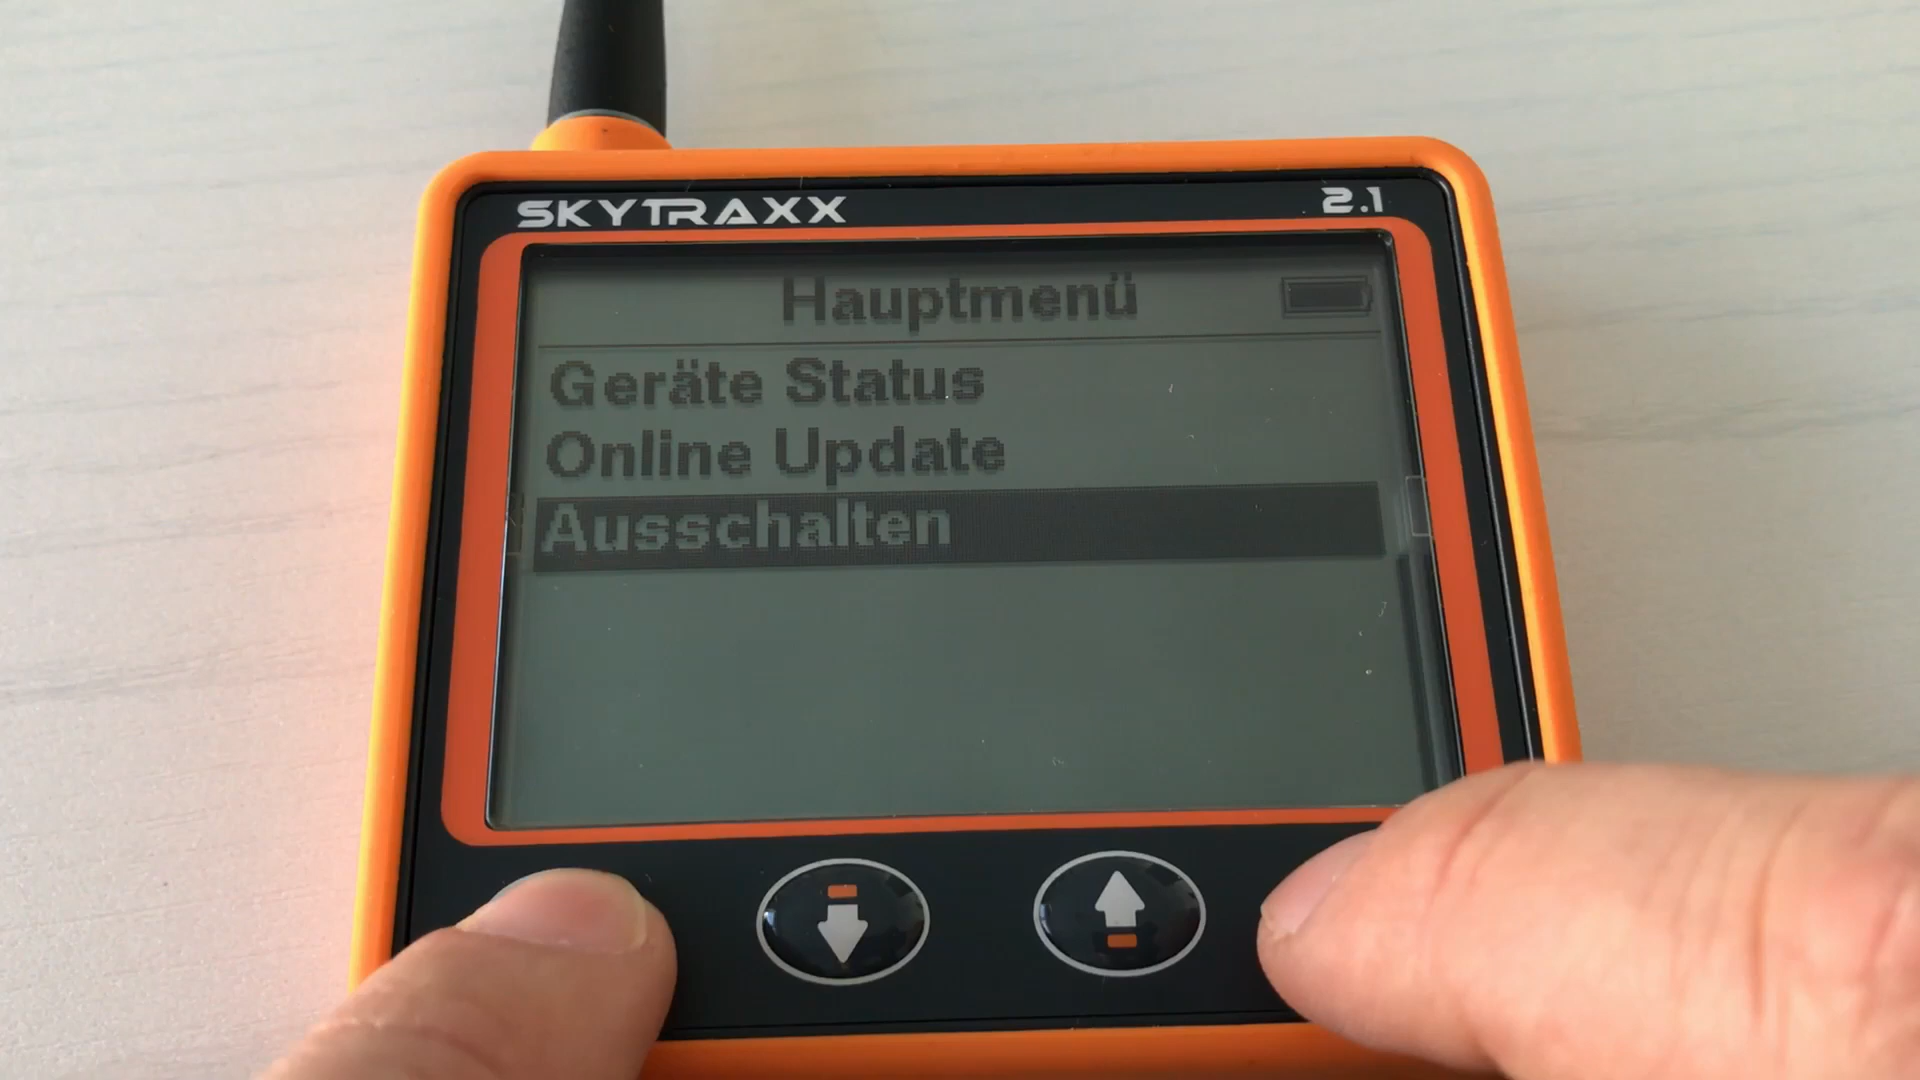 SKYTRAXX 2.1
Hauptmenü
Geräte Status
Online Update
Ausschalten